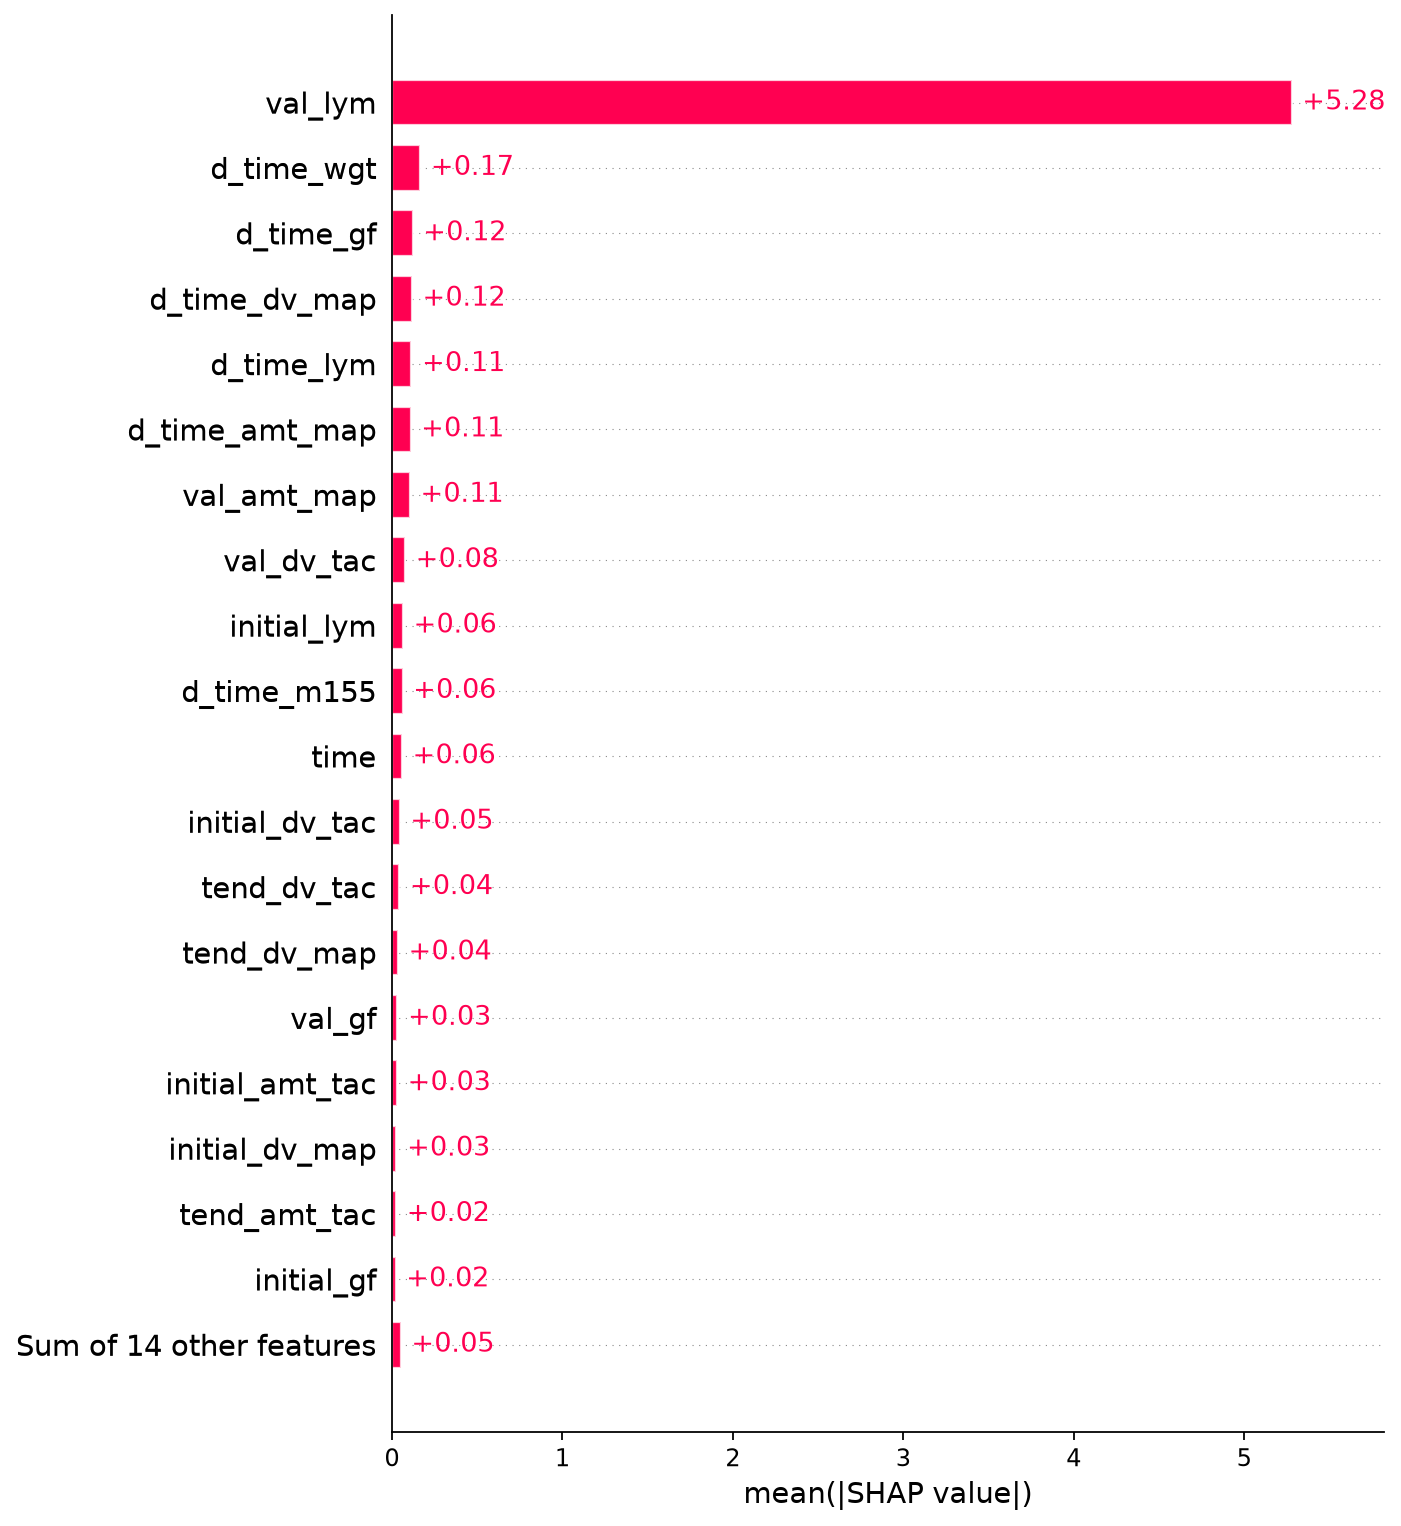 val_lym +5.28
d_time_wgt +0.17
d_time_gf +0.12
d_time_dv_map +0.12
d_time_lym +0.11
d_time_amt_map +0.11
val_amt_map +0.11
val_dv_tac +0.08
initial_lym +0.06
d_time_m155 +0.06
time +0.06
initial_dv_tac +0.05
tend_dv_tac +0.04
tend_dv_map +0.04
val_gf +0.03
initial_amt_tac +0.03
initial_dv_map +0.03
tend_amt_tac +0.02
initial_gf +0.02
Sum of 14 other features +0.05
0 1 2 3 4 5
mean(|SHAP value|)